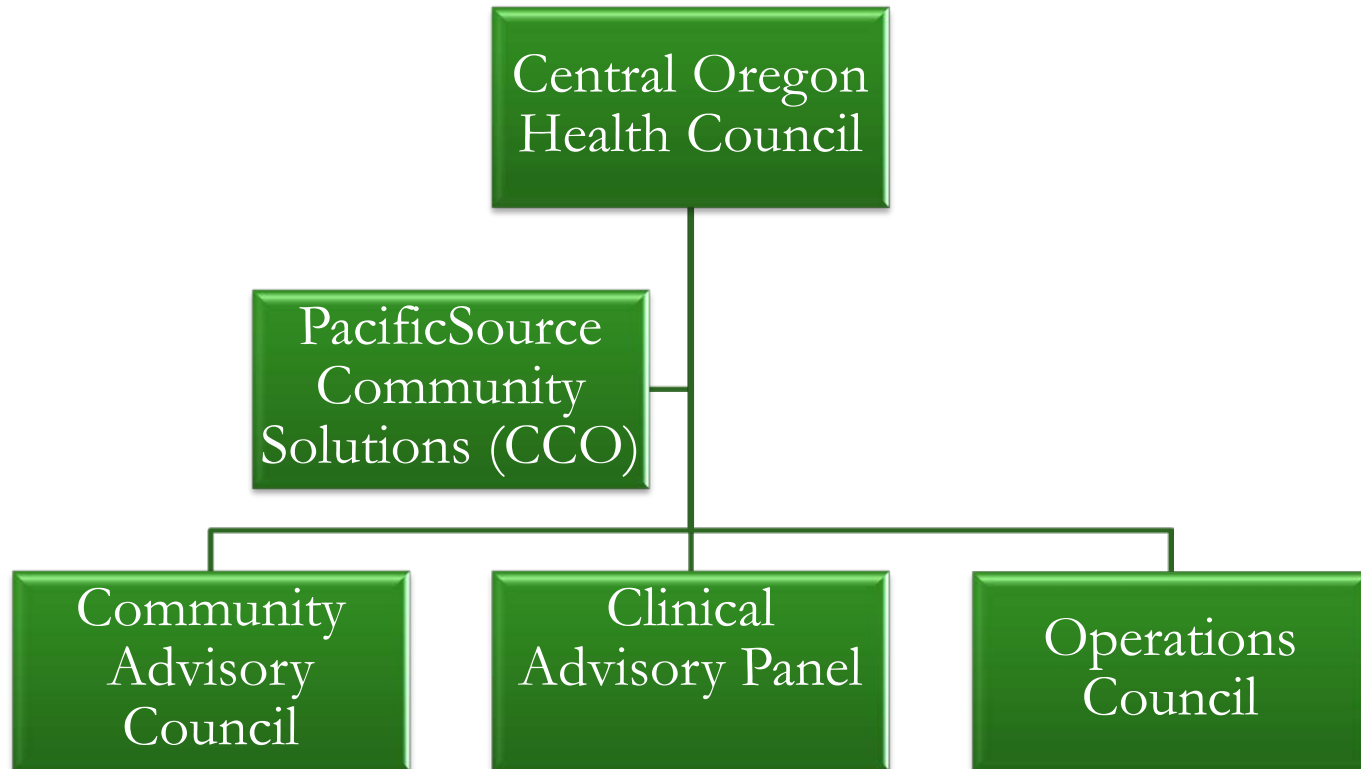 Central Oregon
Health Council
PacificSource
Community
Solutions (CCO)
Community
Advisory
Council
Clinical
Advisory Panel
Operations
Council